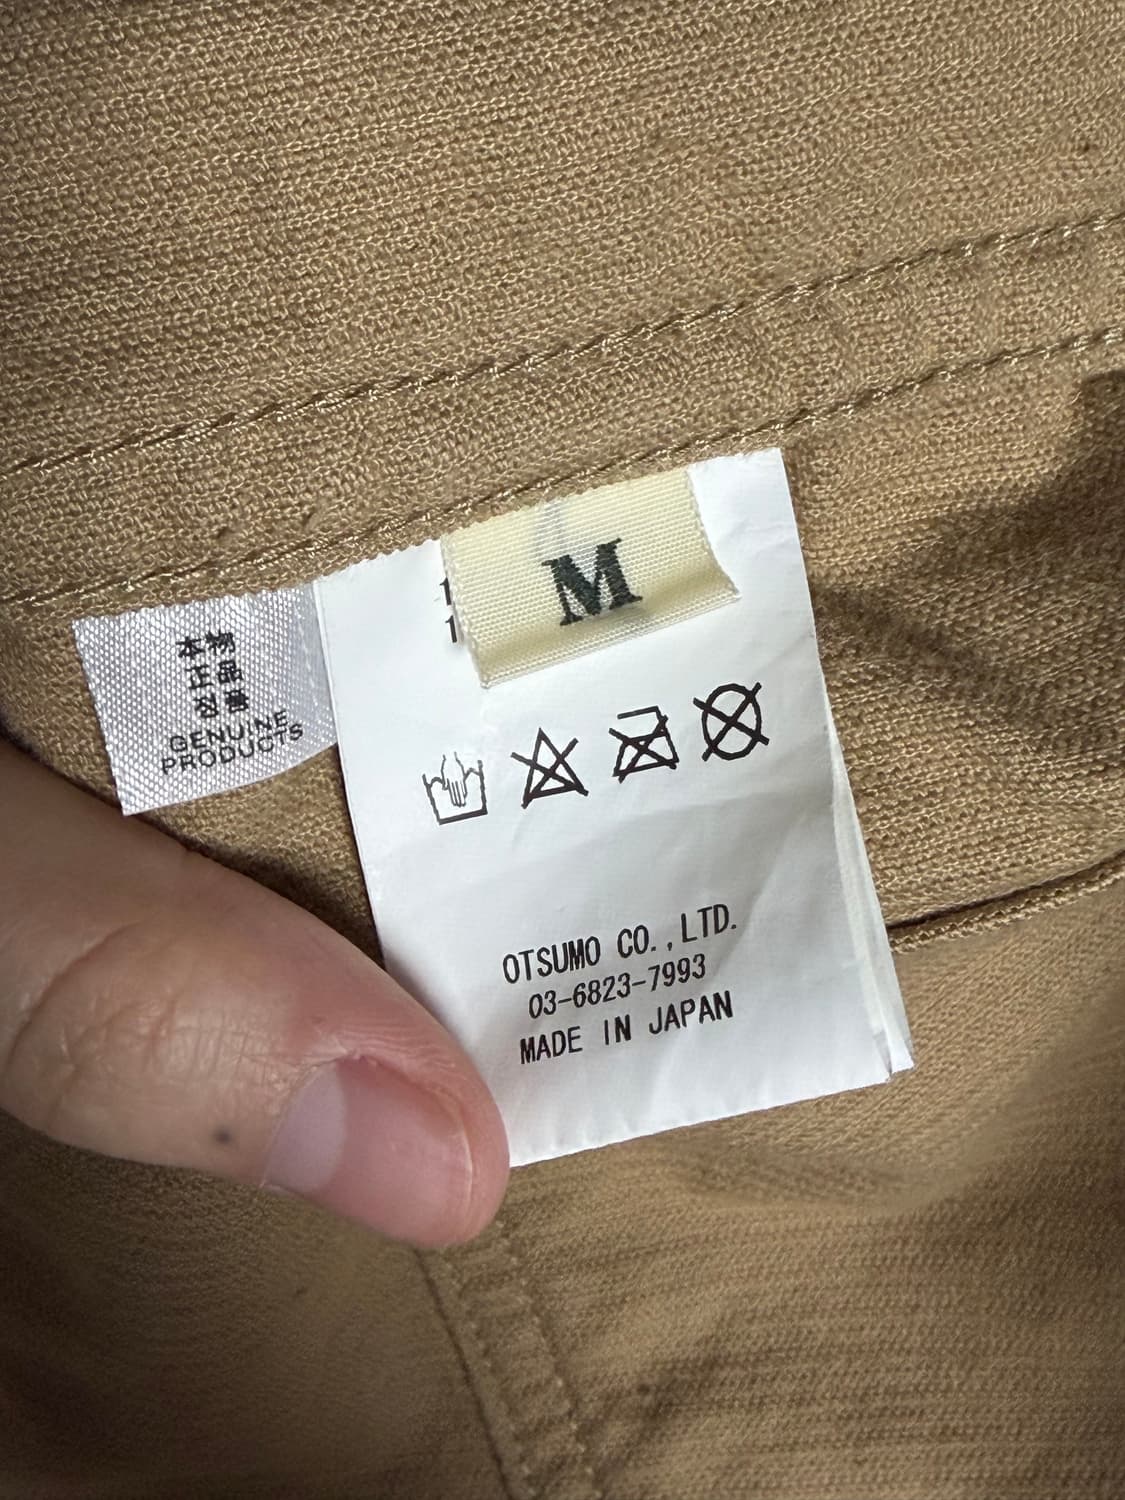 本物
正品
정품
GENUINE
PRODUCTS
M
OTSUMO CO.,LTD.
03-6823-7993
MADE IN JAPAN